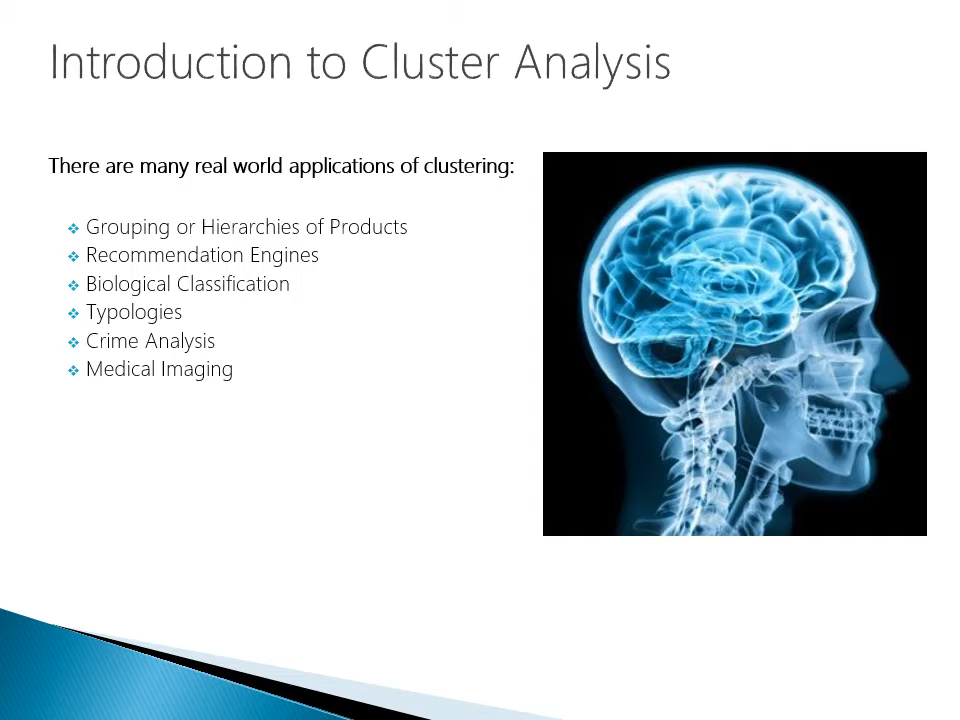 Introduction to Cluster Analysis
There are many real world applications of clustering:
Grouping or Hierarchies of Products
Recommendation Engines
Biological Classification
Typologies
Crime Analysis
Medical Imaging